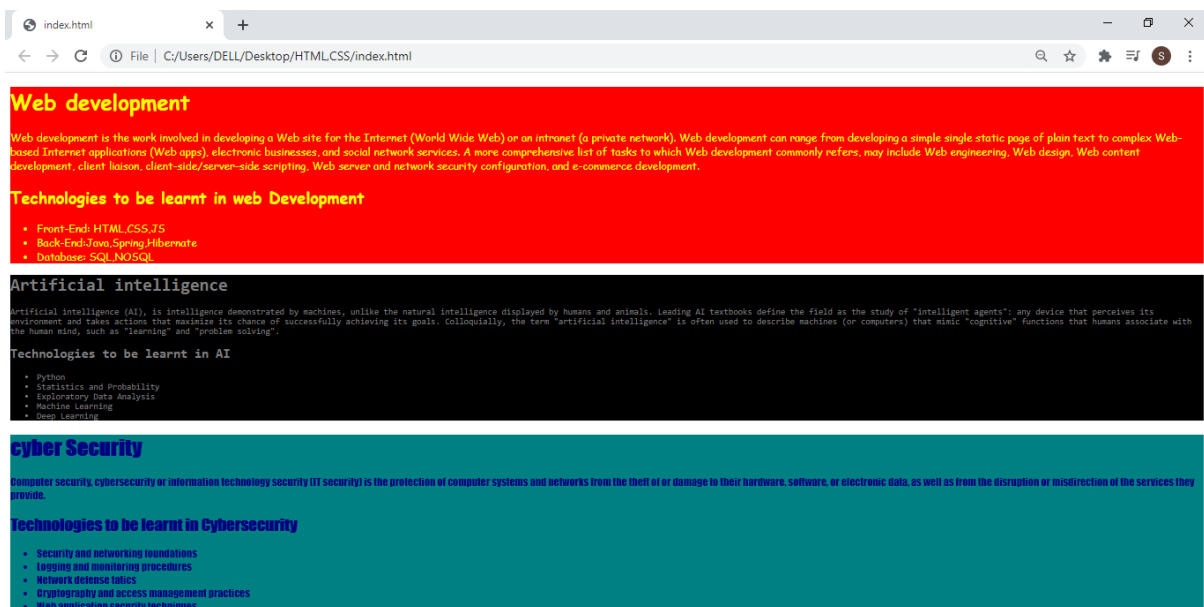 index.html
File | C:/Users/DELL/Desktop/HTML,CSS/index.html
S
Web development
Web development is the work involved in developing a Web site for the Internet (World Wide Web) or an intranet (a private network). Web development can range from developing a simple single static page of plain text to complex Web-
based Internet applications (Web apps), electronic businesses, and social network services. A more comprehensive list of tasks to which Web development commonly refers, may include Web engineering, Web design, Web content
development, client liaison, client-side/server-side scripting, Web server and network security configuration, and e-commerce development.
Technologies to be learnt in web Development
• Front-End: HTML,CSS,JS
• Back-End:Java,Spring,Hibernate
• Database: SQL,NOSQL
Artificial intelligence
Artificial intelligence (AI), is intelligence demonstrated by machines, unlike the natural intelligence displayed by humans and animals. Leading AI textbooks define the field as the study of "intelligent agents": any device that perceives its
environment and takes actions that maximize its chance of successfully achieving its goals. Colloquially, the term "artificial intelligence" is often used to describe machines (or computers) that mimic "cognitive" functions that humans associate with
the human mind, such as "learning" and "problem solving".
Technologies to be learnt in AI
• Python
• Statistics and Probability
• Exploratory Data Analysis
• Machine Learning
• Deep Learning
cyber Security
Computer security, cybersecurity or information technology security (IT security) is the protection of computer systems and networks from the theft of or damage to their hardware, software, or electronic data, as well as from the disruption or misdirection of the services they
provide.
Technologies to be learnt in Cybersecurity
• Security and networking foundations
• Logging and monitoring procedures
• Network defense tatics
• Cryptography and access management practices
• Web application security techniques